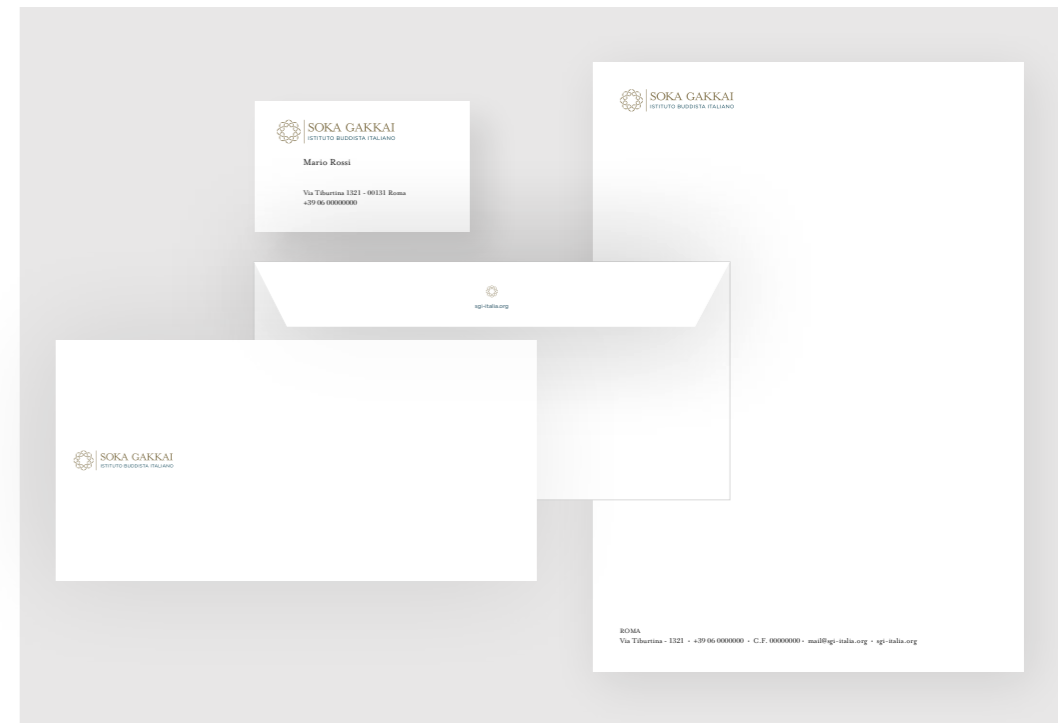 SOKA GAKKAI
ISTITUTO BUDDISTA ITALIANO
Mario Rossi
Via Tiburtina 1321 - 00131 Roma
+39 06 00000000
SOKA GAKKAI
ISTITUTO BUDDISTA ITALIANO
sgi-italia.org
SOKA GAKKAI
ISTITUTO BUDDISTA ITALIANO
ROMA
Via Tiburtina - 1321 • +39 06 0000000 • C.F. 00000000 • mail@sgi-italia.org • sgi-italia.org